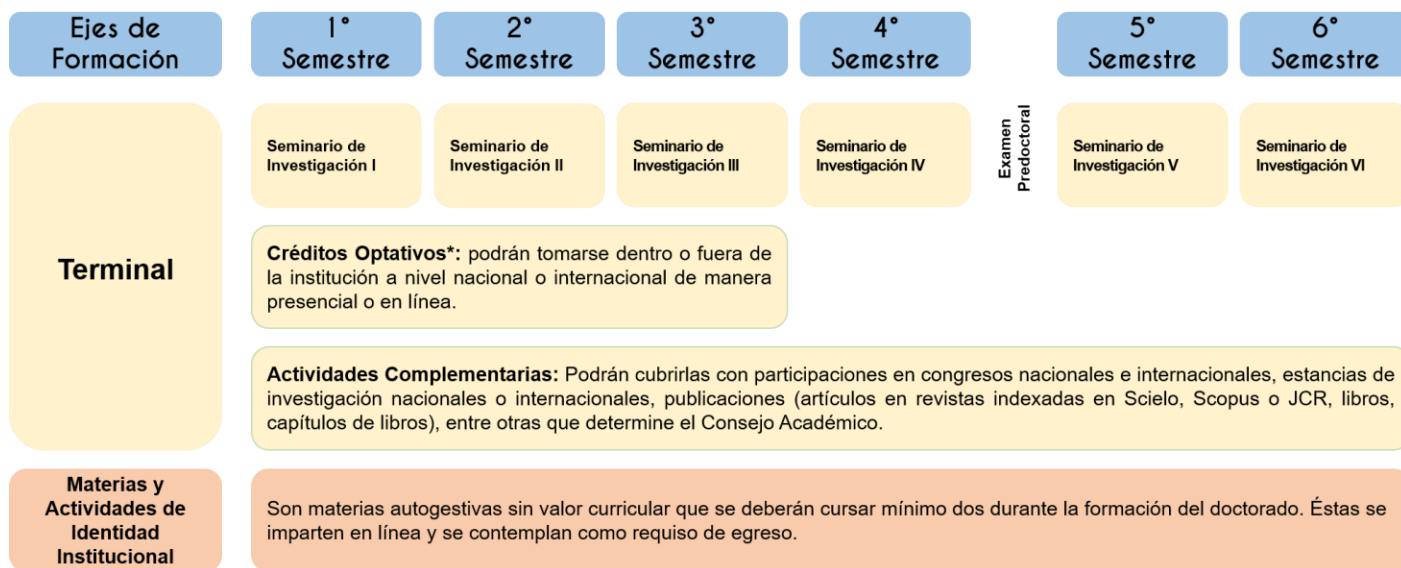 Ejes de
Formación
1°
Semestre
2°
Semestre
3°
Semestre
4°
Semestre
5°
Semestre
6°
Semestre
Terminal
Seminario de
Investigación I
Seminario de
Investigación II
Seminario de
Investigación III
Seminario de
Investigación IV
Examen
Predoctoral
Seminario de
Investigación V
Seminario de
Investigación VI
Créditos Optativos*: podrán tomarse dentro o fuera de
la institución a nivel nacional o internacional de manera
presencial o en línea.
Actividades Complementarias: Podrán cubrirlas con participaciones en congresos nacionales e internacionales, estancias de
investigación nacionales o internacionales, publicaciones (artículos en revistas indexadas en Scielo, Scopus o JCR, libros,
capítulos de libros), entre otras que determine el Consejo Académico.
Materias y
Actividades de
Identidad
Institucional
Son materias autogestivas sin valor curricular que se deberán cursar mínimo dos durante la formación del doctorado. Éstas se
imparten en línea y se contemplan como requiso de egreso.